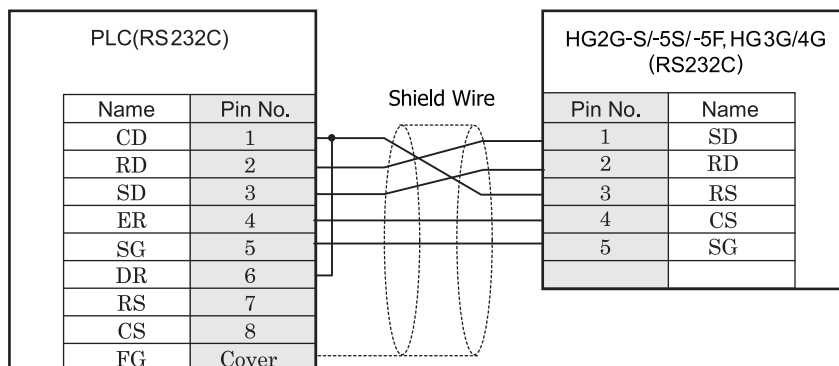 PLC(RS232C)
HG2G-S/-5S/-5F, HG3G/4G
(RS232C)
Shield Wire
Name Pin No.
CD 1
RD 2
SD 3
ER 4
SG 5
DR 6
RS 7
CS 8
FG Cover
Pin No. Name
1 SD
2 RD
3 RS
4 CS
5 SG